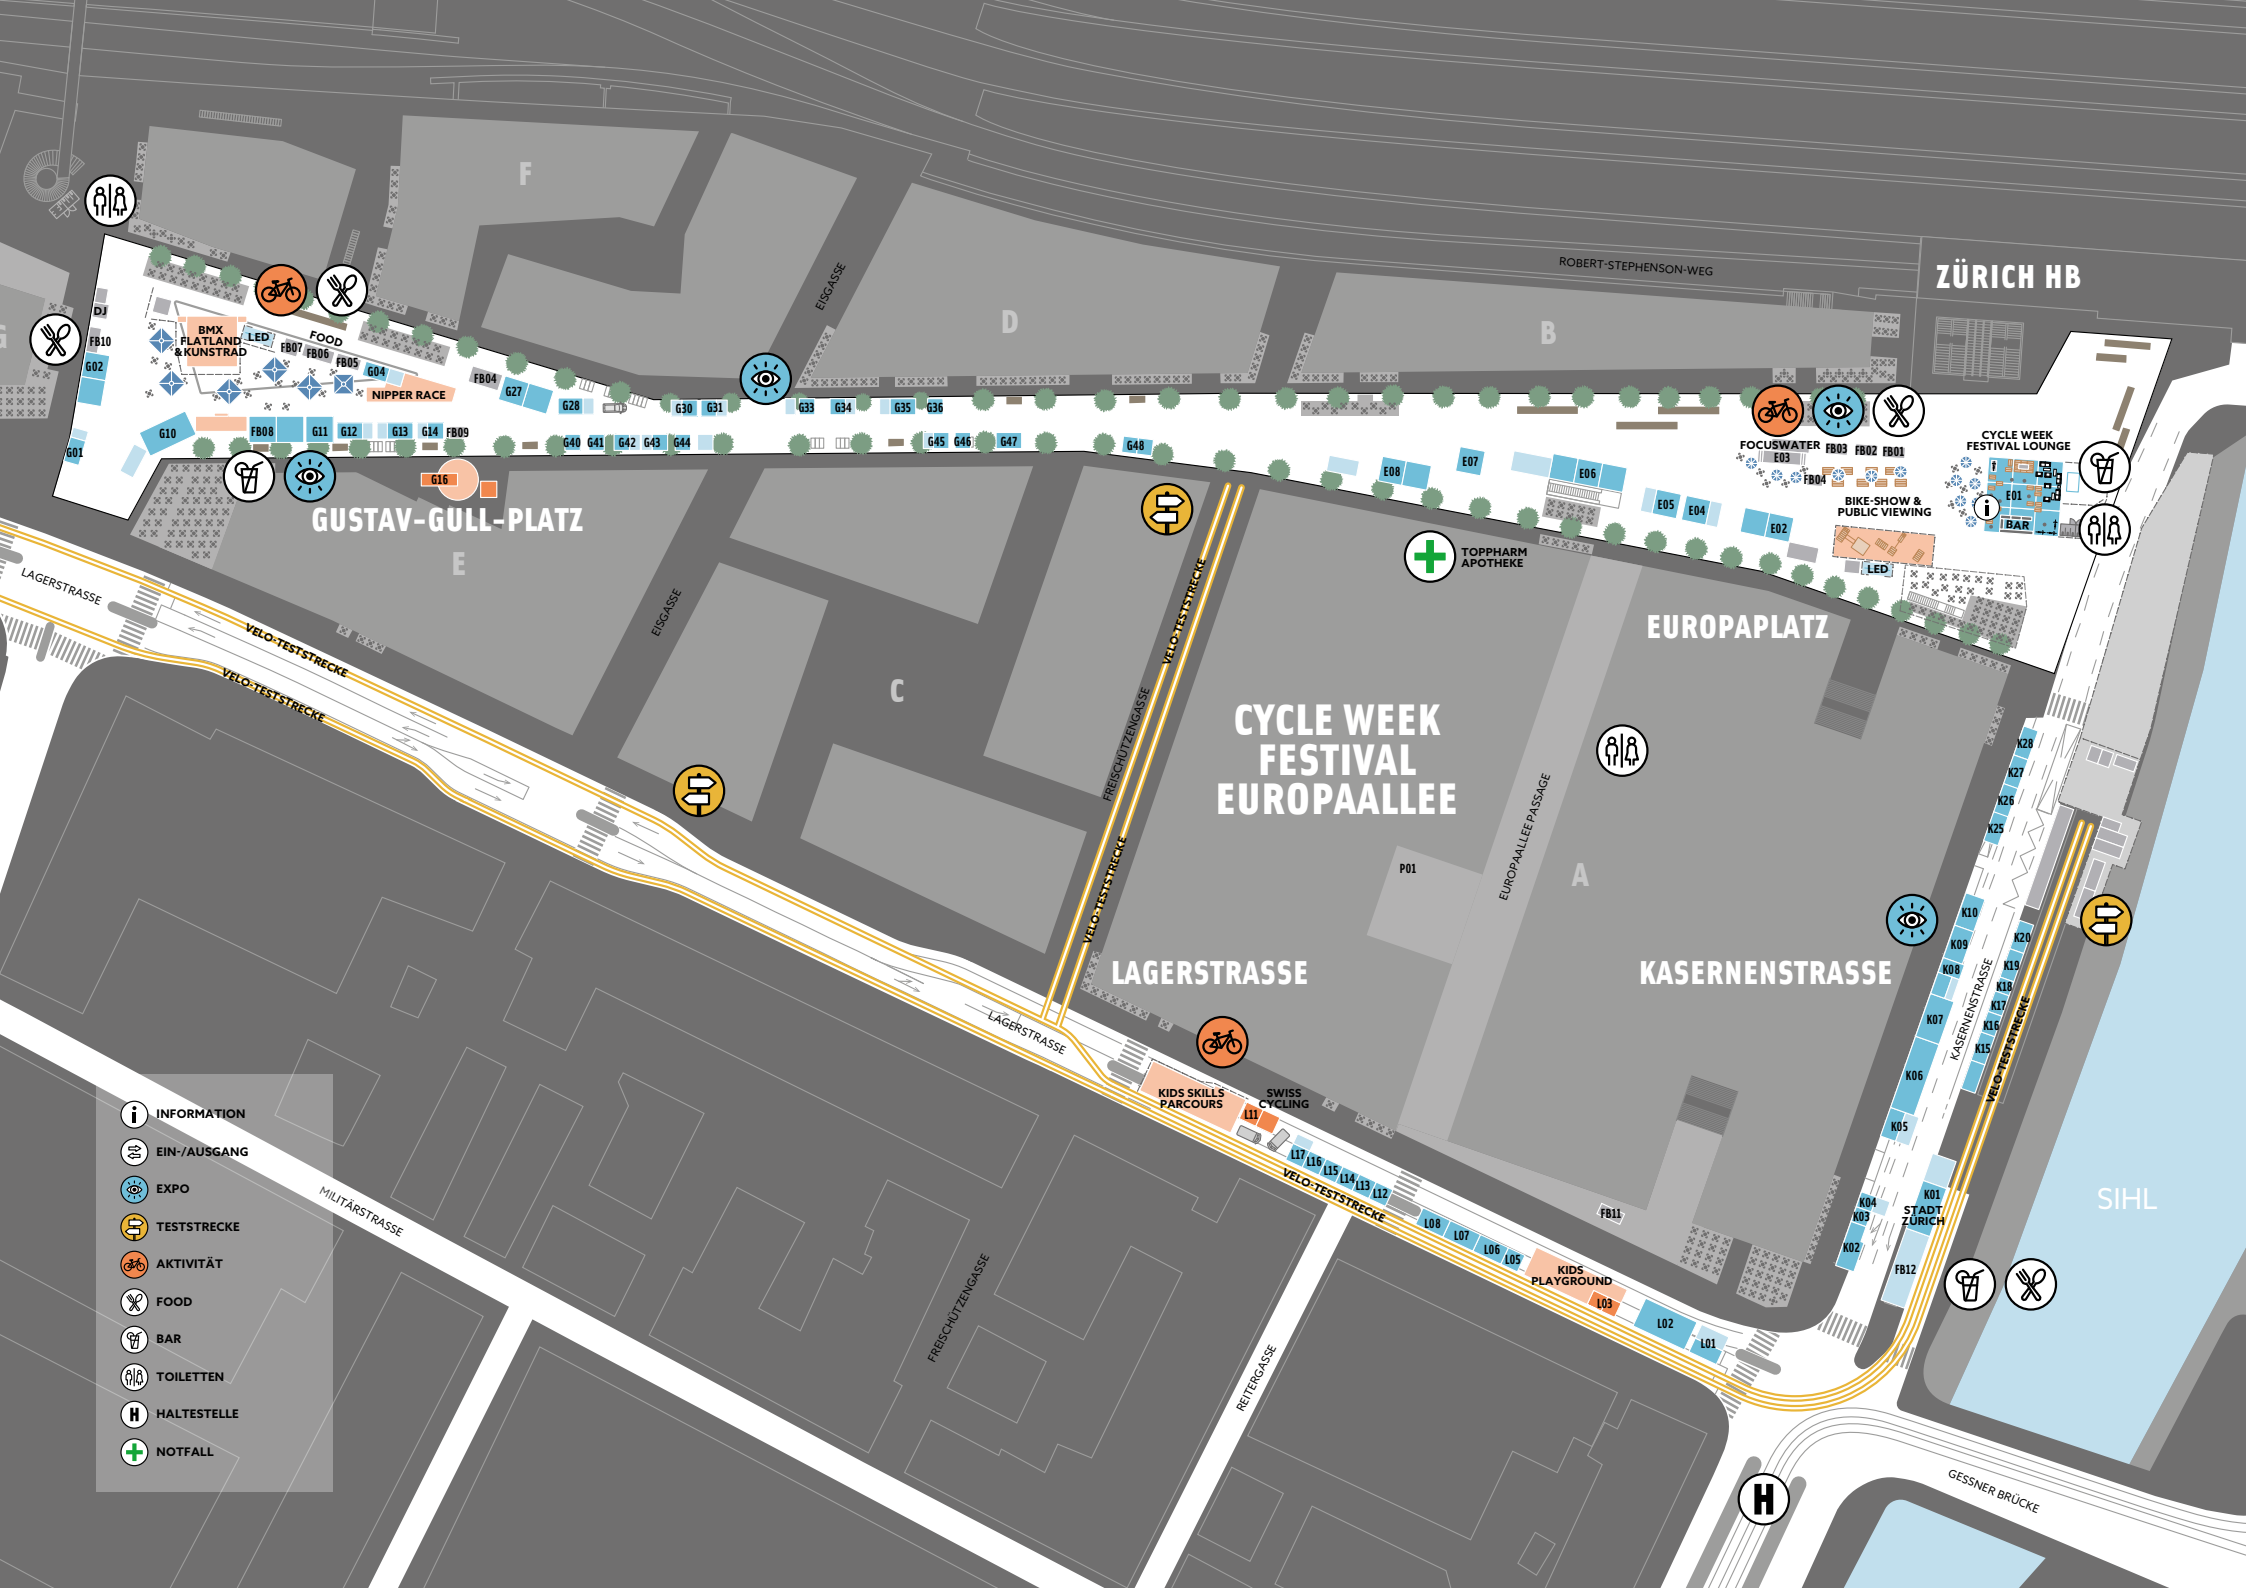 F
D
B
C
E
A
G
ZÜRICH HB
ROBERT-STEPHENSON-WEG
EISGASSE
DJ
FB10
G02
G01
G10
BMX
FLATLAND
& KUNSTRAD
LED
FOOD
FB07
FB06
FB05
G04
NIPPER RACE
FB04
G27
G28
G30
G31
G33
G34
G35
G36
FB08
G11
G12
G13
G14
FB09
G16
G40
G41
G42
G43
G44
G45
G46
G47
G48
GUSTAV-GULL-PLATZ
E08
E07
E06
E05
E04
E02
FOCUSWATER
E03
FB03
FB02
FB01
FB04
BIKE-SHOW &
PUBLIC VIEWING
LED
CYCLE WEEK
FESTIVAL LOUNGE
E01
BAR
TOPPHARM
APOTHEKE
EUROPAPLATZ
LAGERSTRASSE
VELO-TESTSTRECKE
VELO-TESTSTRECKE
EISGASSE
VELO-TESTSTRECKE
FREISCHÜTZENGASSE
VELO-TESTSTRECKE
CYCLE WEEK
FESTIVAL
EUROPAALLEE
EUROPAALLEE PASSAGE
P01
LAGERSTRASSE
KASERNENSTRASSE
K28
K27
K26
K25
K10
K09
K08
K07
K06
K05
K04
K03
K02
K20
K19
K18
K17
K16
K15
KASERNENSTRASSE
VELO-TESTSTRECKE
K01
STADT
ZÜRICH
FB12
SIHL
LAGERSTRASSE
KIDS SKILLS
PARCOURS
L11
SWISS
CYCLING
L17
L16
L15
L14
L13
L12
VELO-TESTSTRECKE
L08
L07
L06
L05
KIDS
PLAYGROUND
L03
L02
L01
FB11
INFORMATION
EIN-/AUSGANG
EXPO
TESTSTRECKE
AKTIVITÄT
FOOD
BAR
TOILETTEN
H HALTESTELLE
NOTFALL
MILITÄRSTRASSE
FREISCHÜTZENGASSE
REITERGASSE
H
GESSNER BRÜCKE